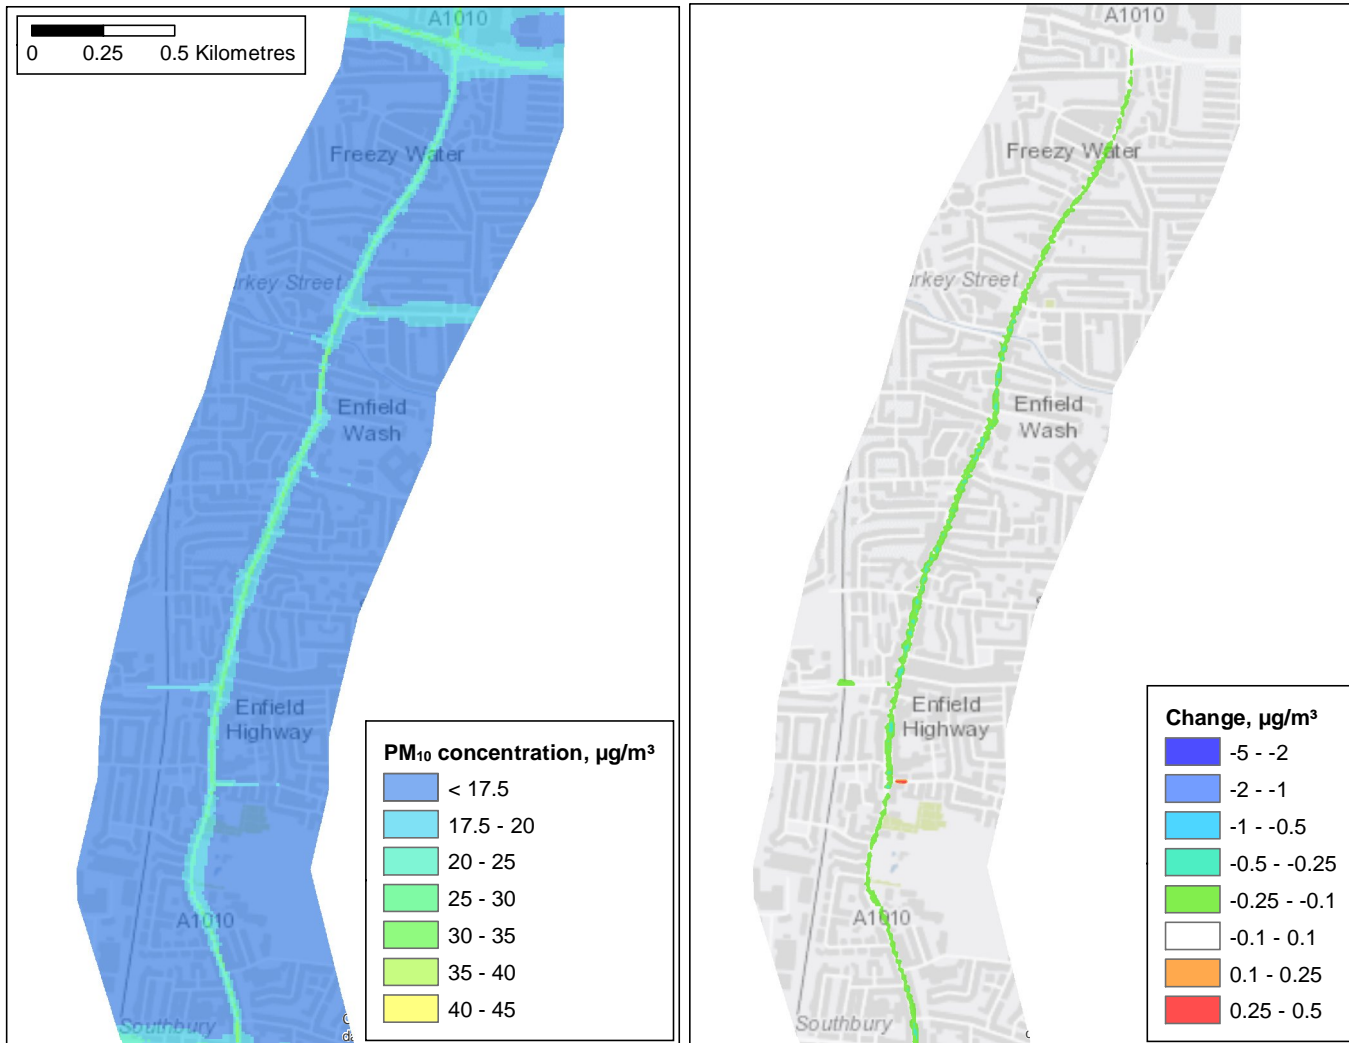 A1010
0 0.25 0.5 Kilometres
Freezy Water
rkey Street
Enfield
Wash
Enfield
Highway
A1010
Southbury
PM₁₀ concentration, µg/m³
< 17.5
17.5 - 20
20 - 25
25 - 30
30 - 35
35 - 40
40 - 45
A1010
Freezy Water
rkey Street
Enfield
Wash
Enfield
Highway
A1010
Southbury
Change, µg/m³
-5 - -2
-2 - -1
-1 - -0.5
-0.5 - -0.25
-0.25 - -0.1
-0.1 - 0.1
0.1 - 0.25
0.25 - 0.5